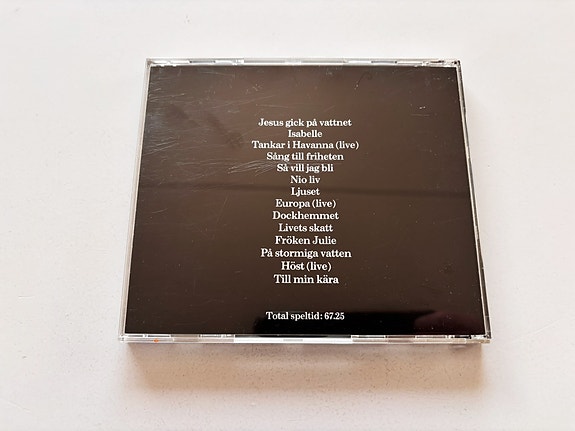 Jesus gick på vattnet
Isabelle
Tankar i Havanna (live)
Sång till friheten
Så vill jag bli
Nio liv
Ljuset
Europa (live)
Dockhemmet
Livets skatt
Fröken Julie
På stormiga vatten
Höst (live)
Till min kära
Total speltid: 67.25